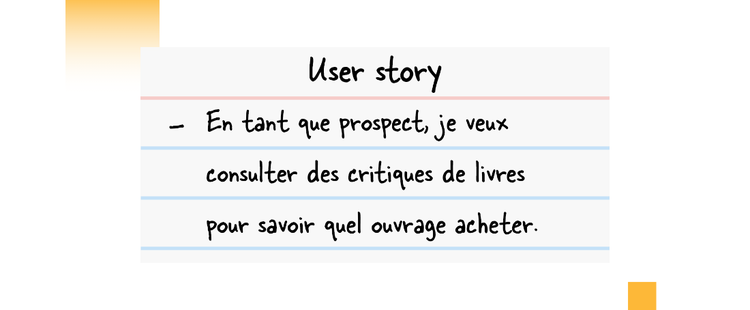 User story
– En tant que prospect, je veux
consulter des critiques de livres
pour savoir quel ouvrage acheter.